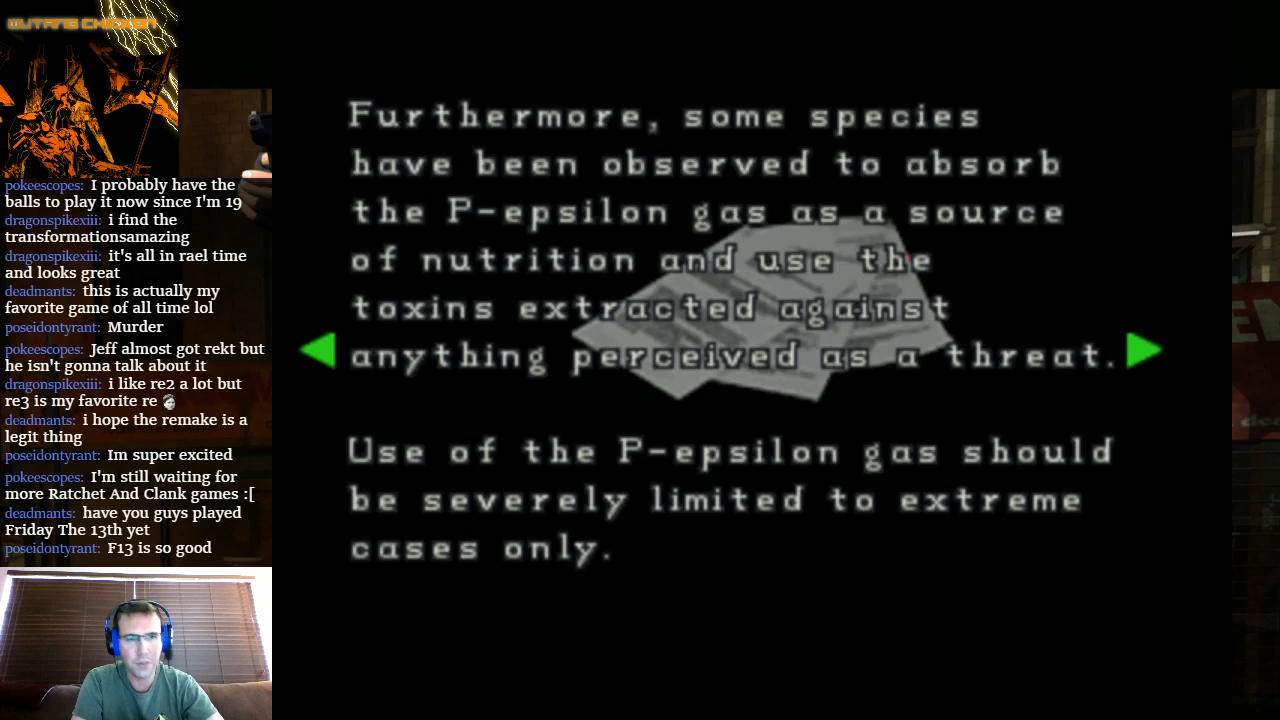 WUTANG CHICKEN
pokeescopes: I probably have the
balls to play it now since I'm 19
dragonspikexiii: i find the
transformationsamazing
dragonspikexiii: it's all in rael time
and looks great
deadmants: this is actually my
favorite game of all time lol
poseidontyrant: Murder
pokeescopes: Jeff almost got rekt but
he isn't gonna talk about it
dragonspikexiii: i like re2 a lot but
re3 is my favorite re
deadmants: i hope the remake is a
legit thing
poseidontyrant: Im super excited
pokeescopes: I'm still waiting for
more Ratchet And Clank games :[
deadmants: have you guys played
Friday The 13th yet
poseidontyrant: F13 is so good
Furthermore, some species
have been observed to absorb
the P-epsilon gas as a source
of nutrition and use the
toxins extracted against
anything perceived as a threat.
Use of the P-epsilon gas should
be severely limited to extreme
cases only.